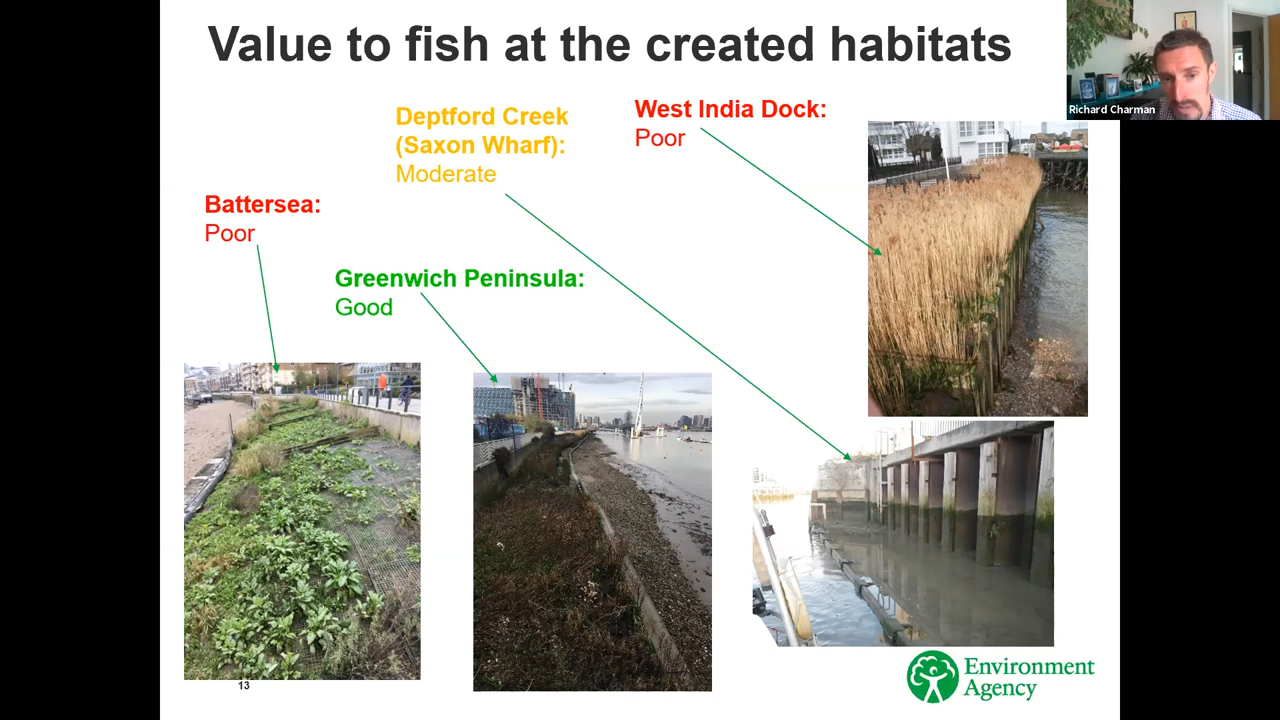 Value to fish at the created habitats
Richard Charman
Deptford Creek
(Saxon Wharf):
Moderate
West India Dock:
Poor
Battersea:
Poor
Greenwich Peninsula:
Good
13
Environment
Agency